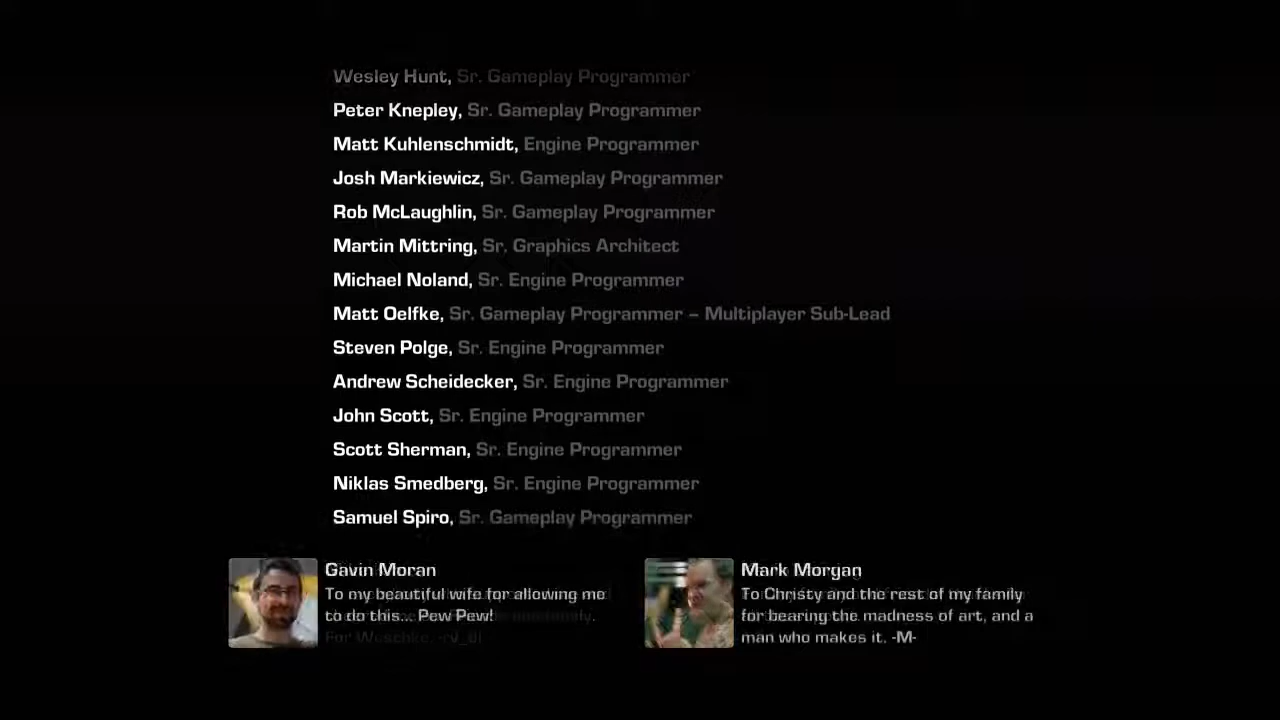 Wesley Hunt, Sr. Gameplay Programmer
Peter Knepley, Sr. Gameplay Programmer
Matt Kuhlenschmidt, Engine Programmer
Josh Markiewicz, Sr. Gameplay Programmer
Rob McLaughlin, Sr. Gameplay Programmer
Martin Mittring, Sr. Graphics Architect
Michael Noland, Sr. Engine Programmer
Matt Oelfke, Sr. Gameplay Programmer – Multiplayer Sub-Lead
Steven Polge, Sr. Engine Programmer
Andrew Scheidecker, Sr. Engine Programmer
John Scott, Sr. Engine Programmer
Scott Sherman, Sr. Engine Programmer
Niklas Smedberg, Sr. Engine Programmer
Samuel Spiro, Sr. Gameplay Programmer
Gavin Moran
To my beautiful wife for allowing me
to do this... Pew Pew!
Mark Morgan
To Christy and the rest of my family
for bearing the madness of art, and a
man who makes it. -M-